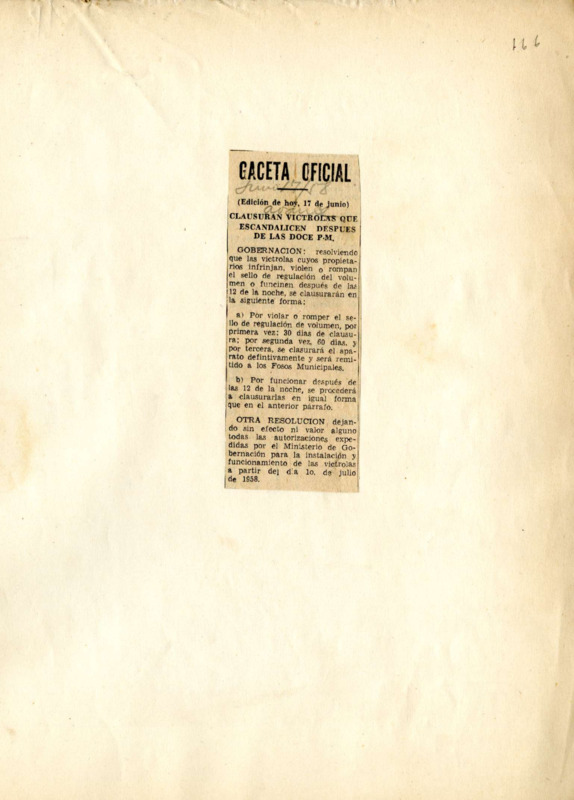 166
GACETA OFICIAL
(Edición de hoy, 17 de junio)
CLAUSURAN VICTROLAS QUE
ESCANDALICEN DESPUES
DE LAS DOCE P-M.
GOBERNACION: resolviendo
que las victrolas cuyos propieta-
rios infrinjan, violen o rompan
el sello de regulación del volu-
men o funcinen después de las
12 de la noche, se clausurarán en
la siguiente forma:
a) Por violar o romper el se-
llo de regulación de volumen, por
primera vez; 30 días de clausu-
ra; por segunda vez, 60 días, y
por tercera, se clasurará el apa-
rato defintivamente y será remi-
tido a los Fosos Municipales.
b) Por funcionar después de
las 12 de la noche, se procederá
a clausurarlas en igual forma
que en el anterior párrafo.
OTRA RESOLUCION dejan-
do sin efecto ni valor alguno
todas las autorizaciones expe-
didas por el Ministerio de Go-
bernación para la instalación y
funcionamiento de las victrolas
a partir del día 1o. de julio
de 1958.